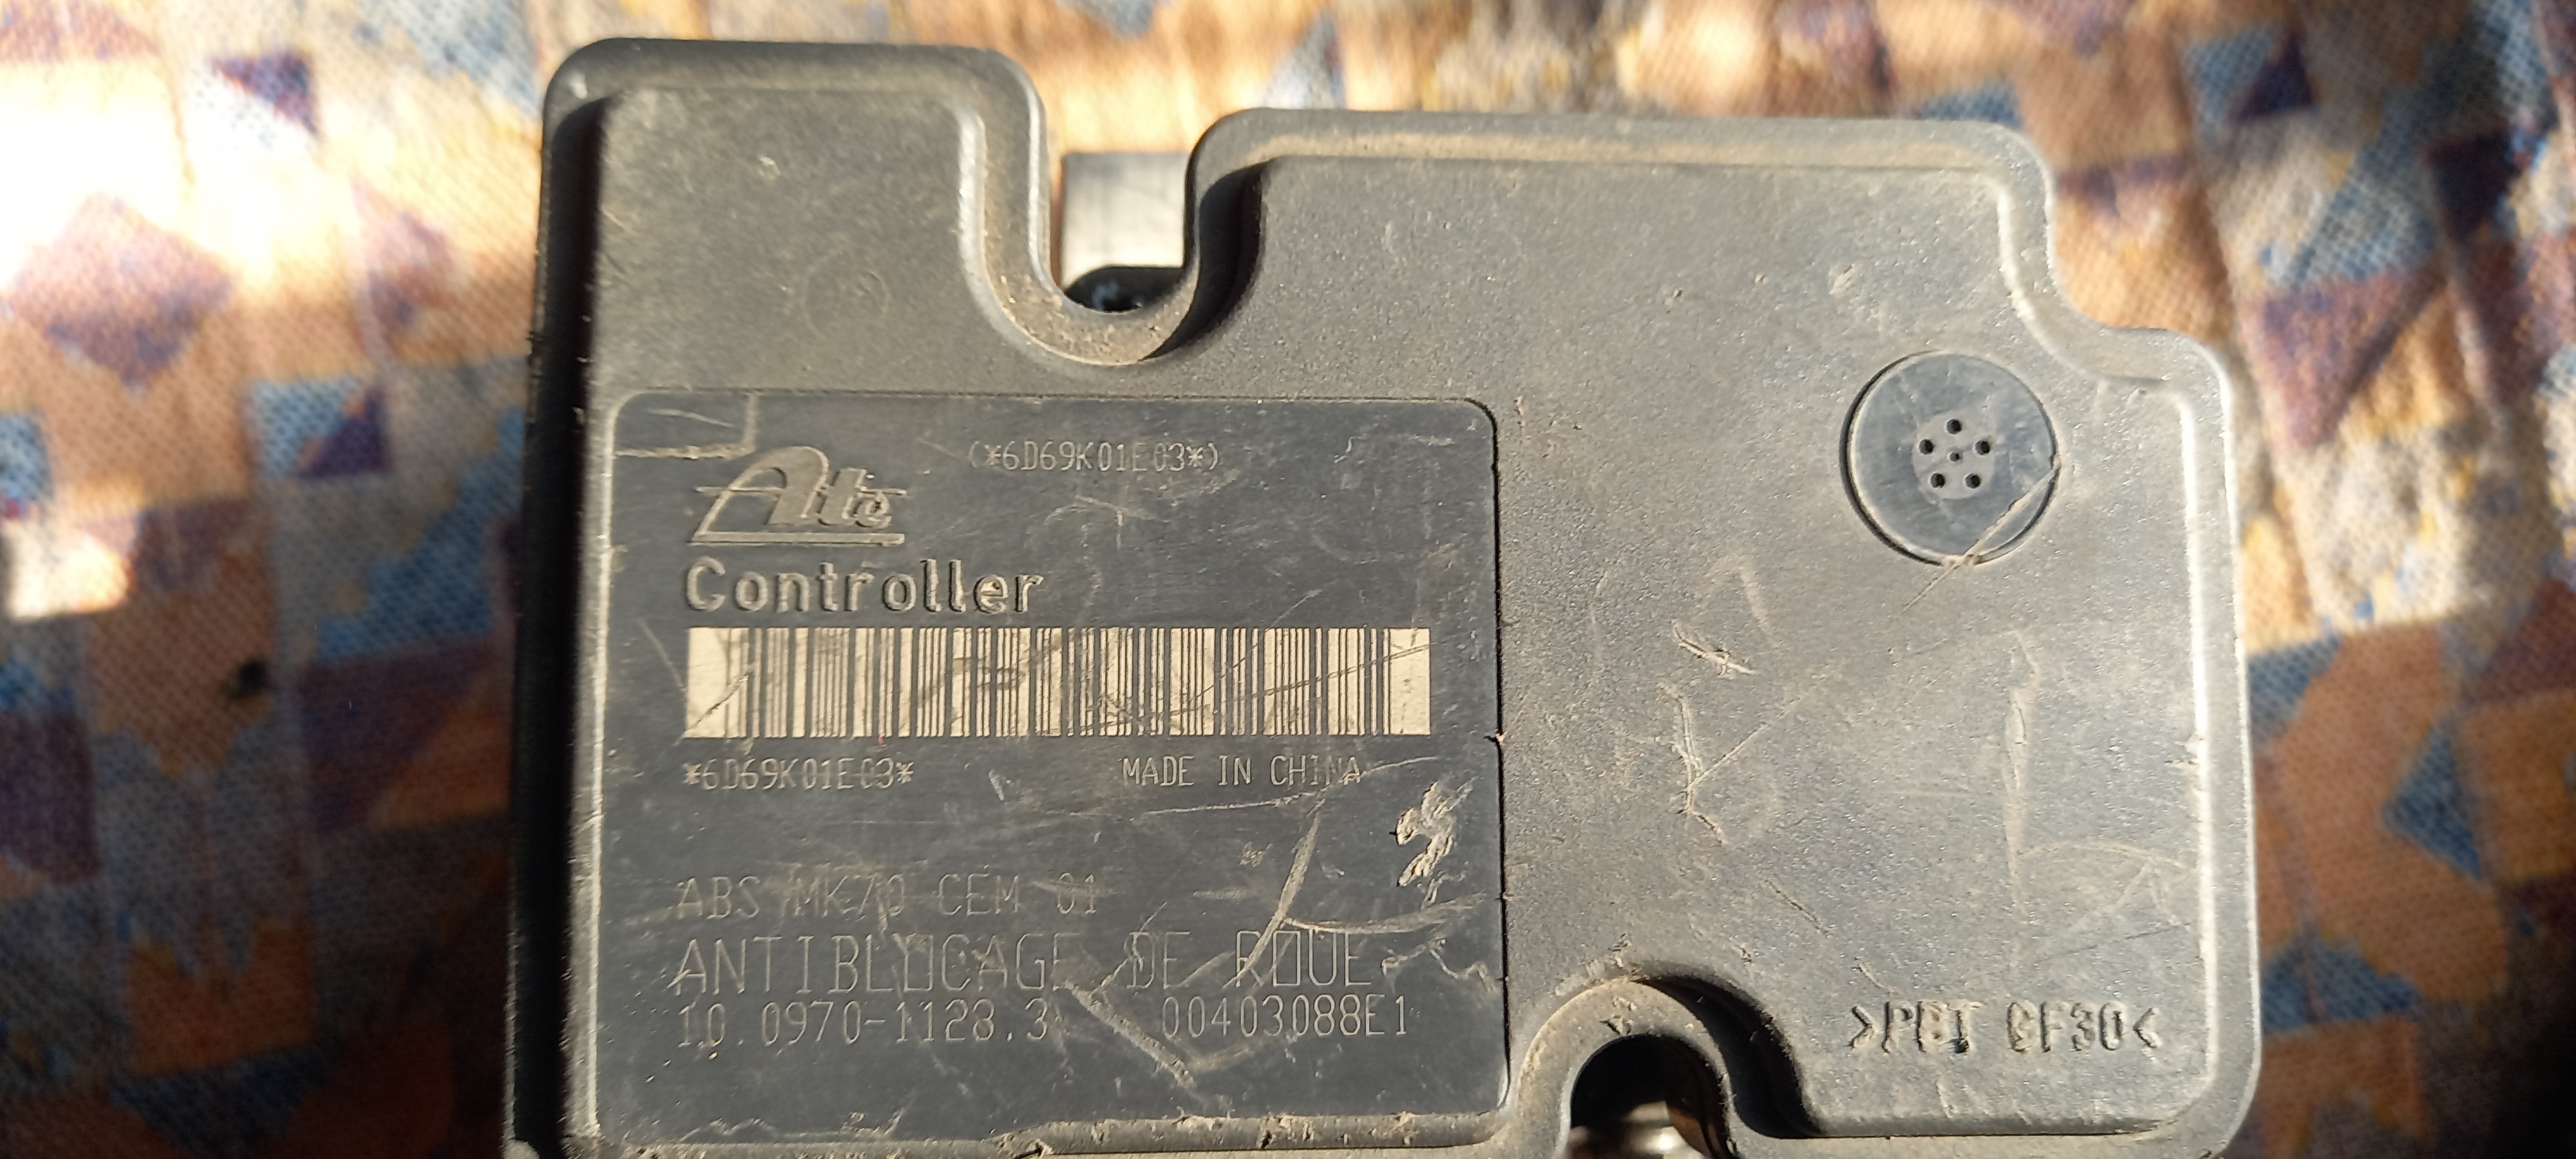 (*6D69K01E03*)
Ate
Controller
*6D69K01E03*
MADE IN CHINA
ABS MK70 CEM 01
ANTIBLOCAGE DE ROUE
10.0970-1128.3 00403088E1
>PBT GF30<